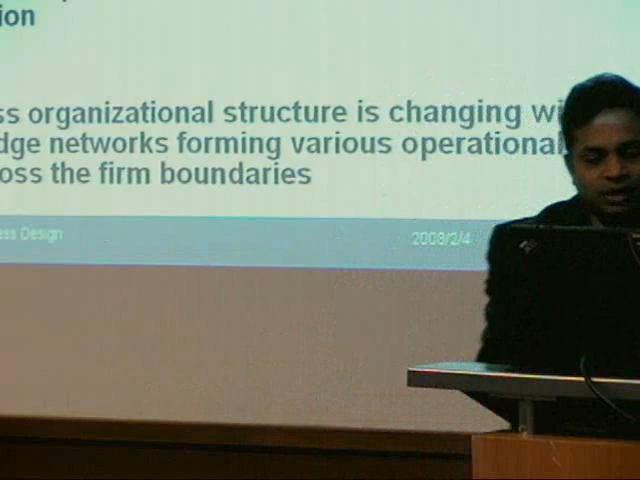 ion
ss organizational structure is changing wi
dge networks forming various operational
oss the firm boundaries
ess Design
2008/2/4